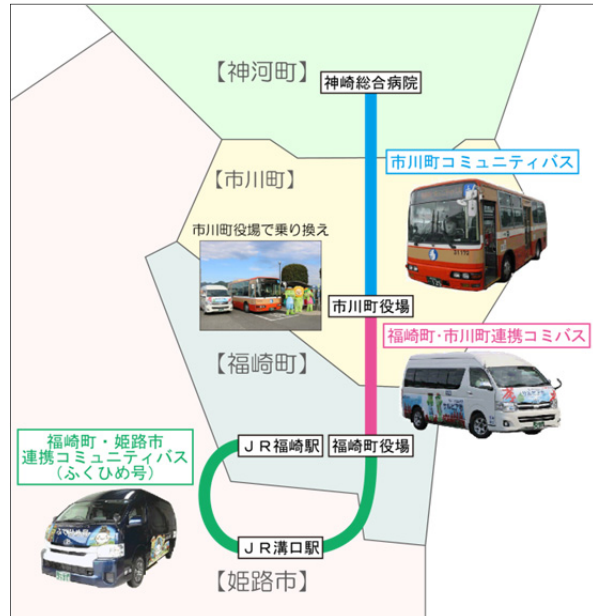 【神河町】
神崎総合病院
市川町コミュニティバス
【市川町】
市川町役場で乗り換え
市川町役場
福崎町・市川町連携コミバス
【福崎町】
福崎町・姫路市
連携コミュニティバス
（ふくひめ号）
ＪＲ福崎駅
福崎町役場
ＪＲ溝口駅
【姫路市】